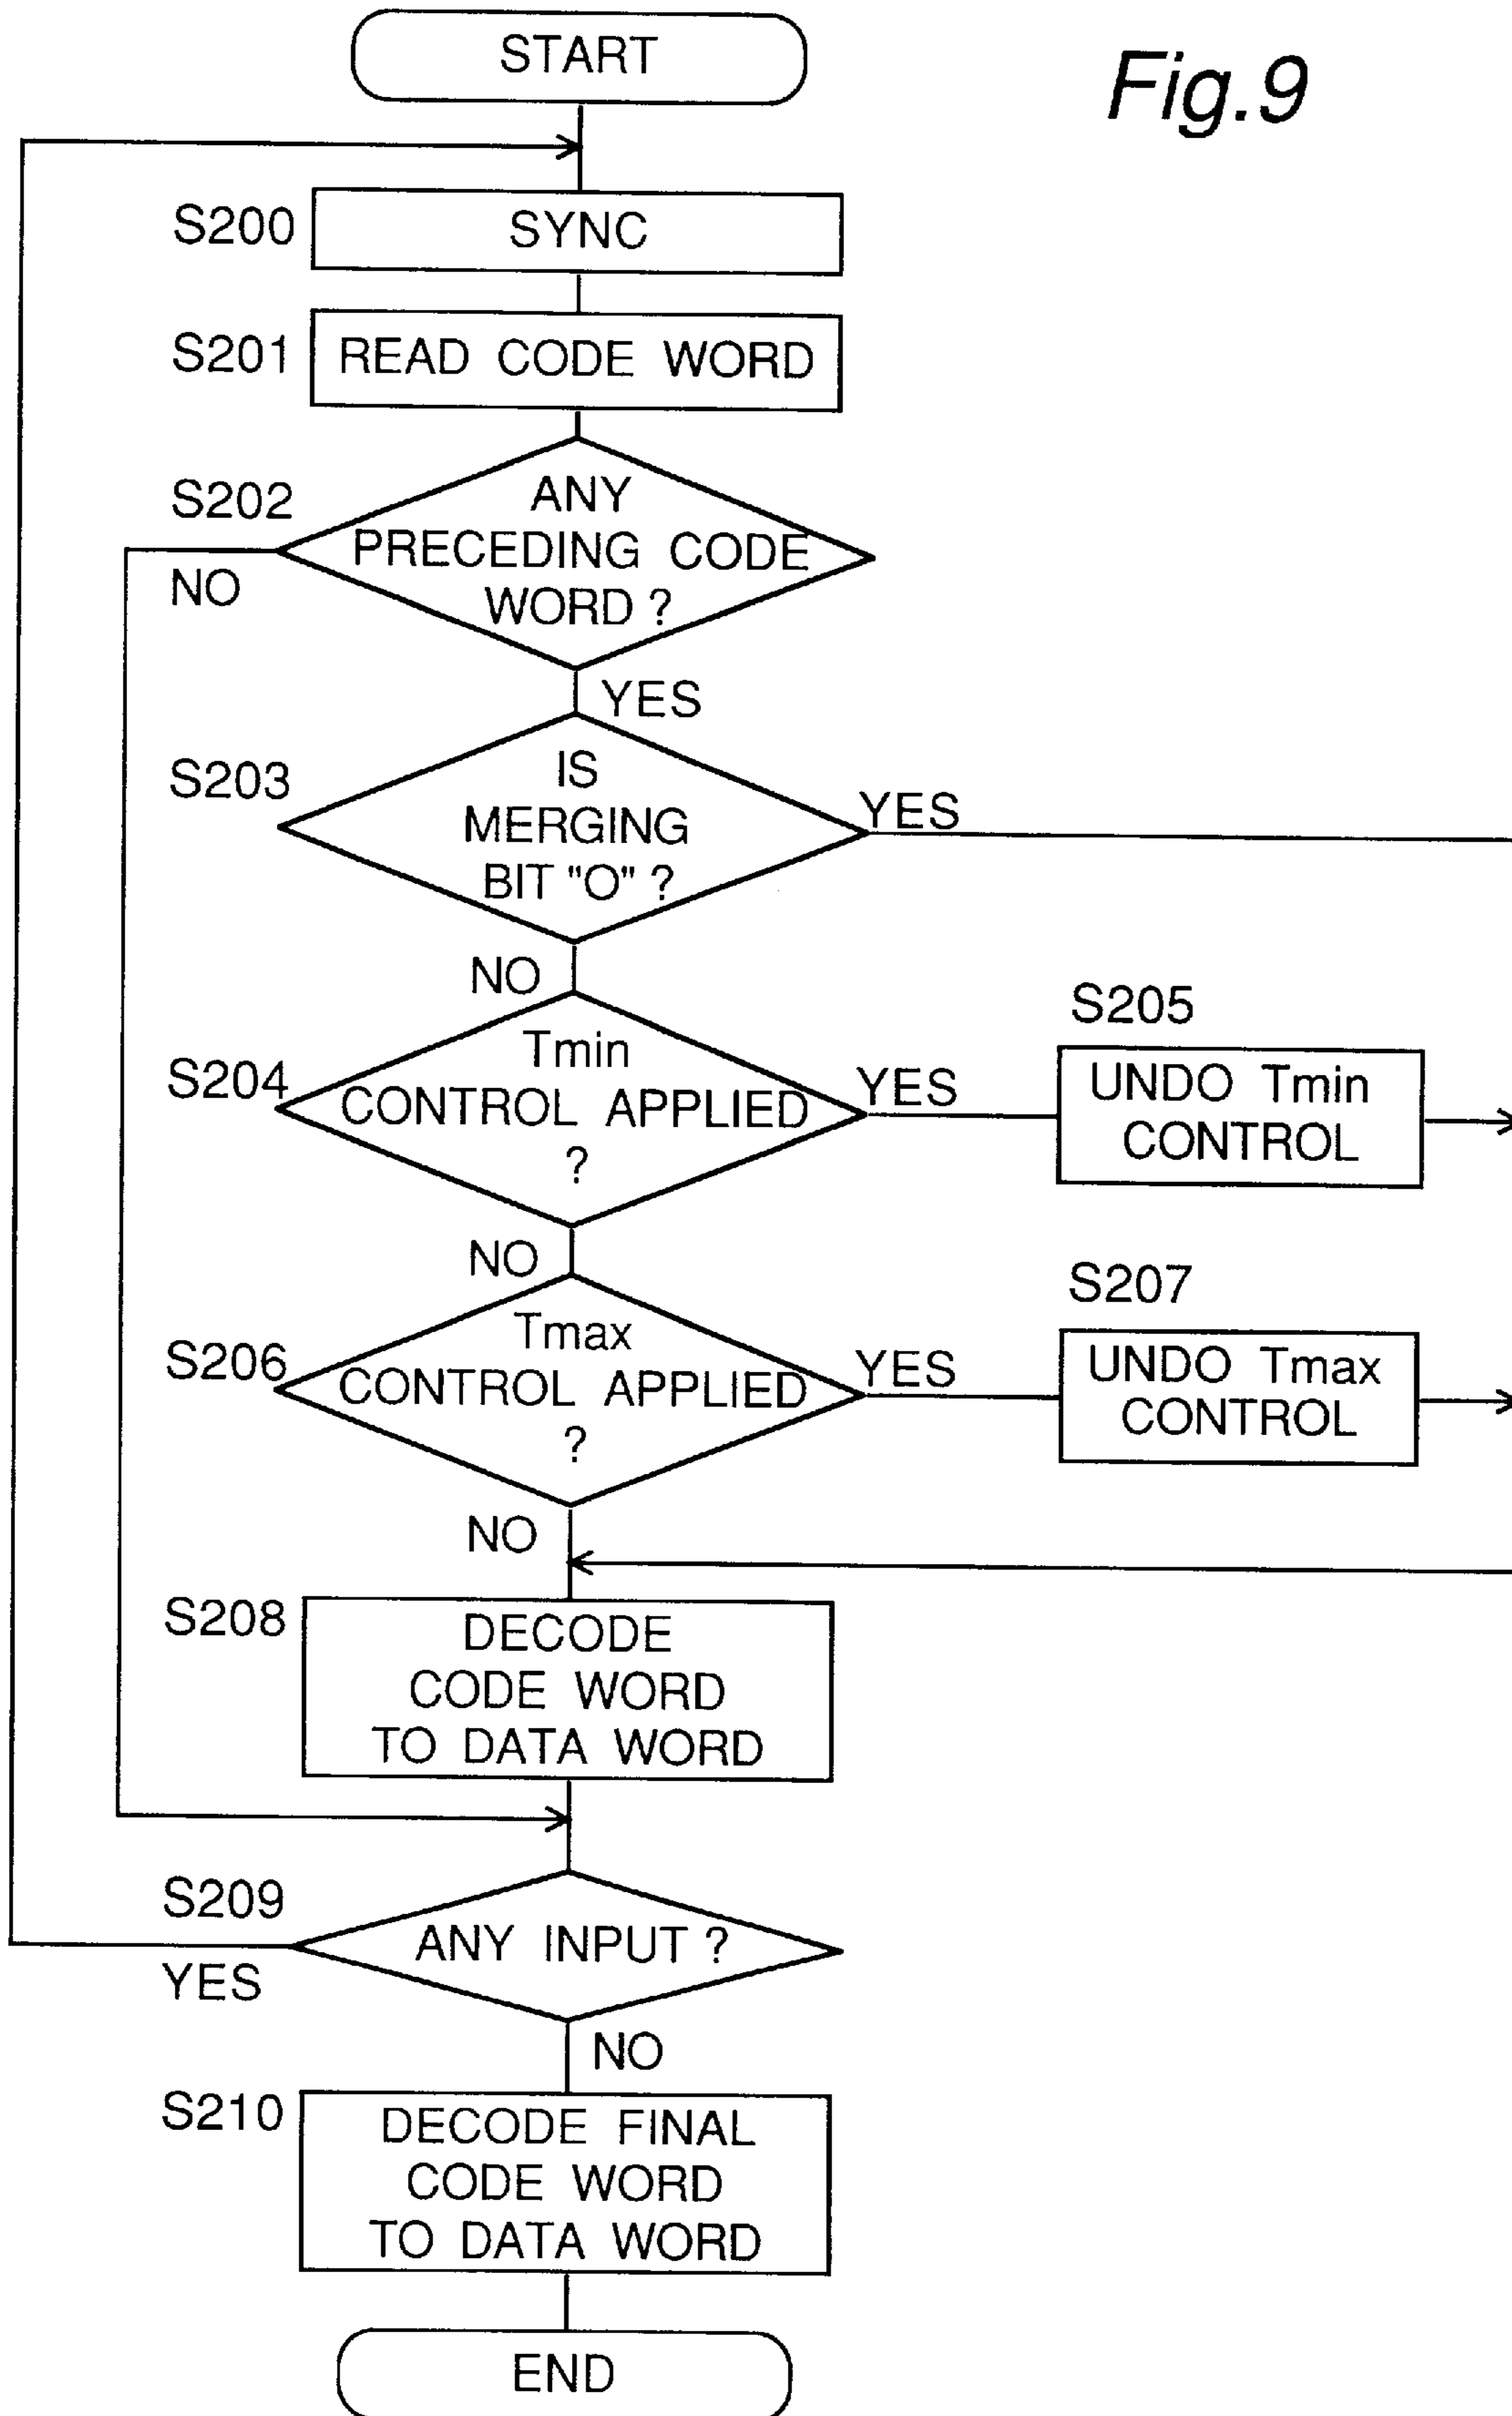 Fig.9
START
S200
SYNC
S201
READ CODE WORD
S202
ANY
PRECEDING CODE
WORD ?
NO
YES
S203
IS
MERGING
BIT "O" ?
YES
NO
S204
Tmin
CONTROL APPLIED
?
YES
S205
UNDO Tmin
CONTROL
NO
S206
Tmax
CONTROL APPLIED
?
YES
S207
UNDO Tmax
CONTROL
NO
S208
DECODE
CODE WORD
TO DATA WORD
S209
ANY INPUT ?
YES
NO
S210
DECODE FINAL
CODE WORD
TO DATA WORD
END